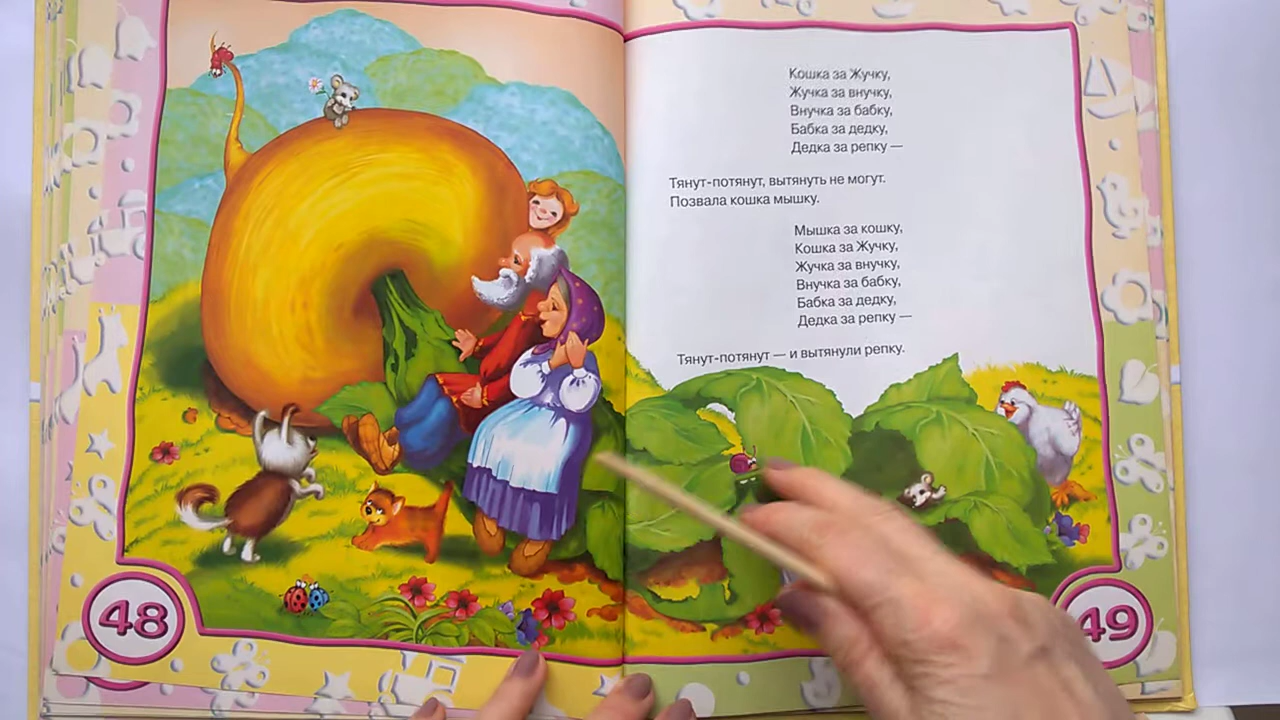 Кошка за Жучку,
Жучка за внучку,
Внучка за бабку,
Бабка за дедку,
Дедка за репку —
Тянут-потянут, вытянуть не могут.
Позвала кошка мышку.
Мышка за кошку,
Кошка за Жучку,
Жучка за внучку,
Внучка за бабку,
Бабка за дедку,
Дедка за репку —
Тянут-потянут — и вытянули репку.
48
49